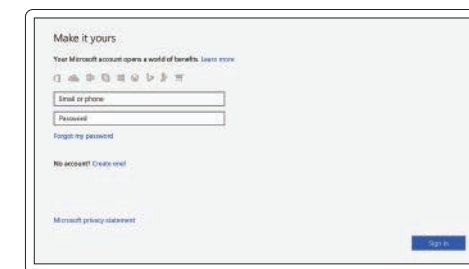 Make it yours
Your Microsoft account opens a world of benefits. Learn more
Email or phone
Password
Forgot my password
No account? Create one!
Microsoft privacy statement
Sign in